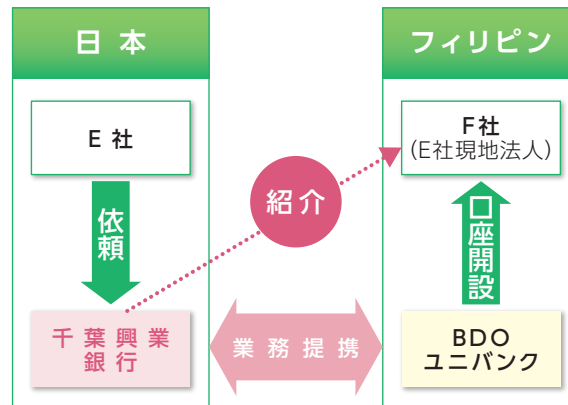 日本
フィリピン
E社
F社
(E社現地法人)
紹介
依頼
口座開設
千葉興業
銀行
業務提携
BDO
ユニバンク